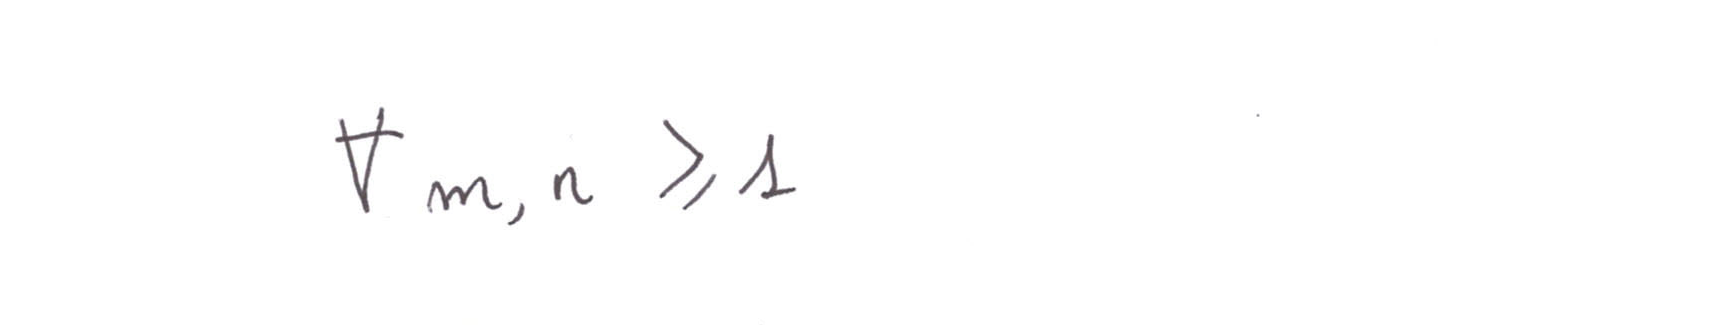 ∀ m, n ⩾ 1